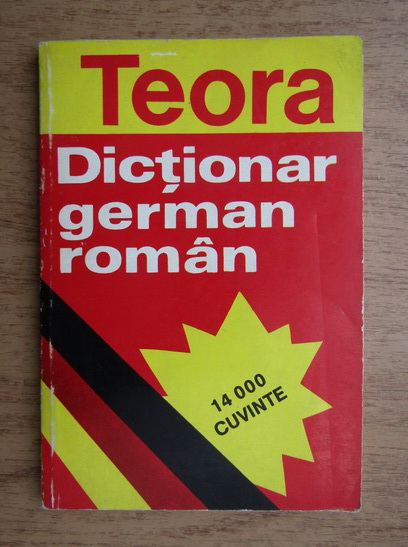 Teora
Dicționar
german
român
14 000
CUVINTE